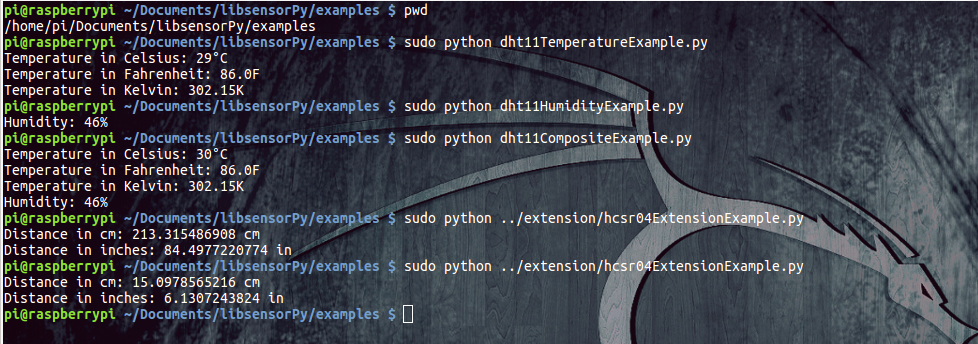 pi@raspberrypi ~/Documents/libsensorPy/examples $ pwd
/home/pi/Documents/libsensorPy/examples
pi@raspberrypi ~/Documents/libsensorPy/examples $ sudo python dht11TemperatureExample.py
Temperature in Celsius: 29°C
Temperature in Fahrenheit: 86.0F
Temperature in Kelvin: 302.15K
pi@raspberrypi ~/Documents/libsensorPy/examples $ sudo python dht11HumidityExample.py
Humidity: 46%
pi@raspberrypi ~/Documents/libsensorPy/examples $ sudo python dht11CompositeExample.py
Temperature in Celsius: 30°C
Temperature in Fahrenheit: 86.0F
Temperature in Kelvin: 302.15K
Humidity: 46%
pi@raspberrypi ~/Documents/libsensorPy/examples $ sudo python ../extension/hcsr04ExtensionExample.py
Distance in cm: 213.315486908 cm
Distance in inches: 84.4977220774 in
pi@raspberrypi ~/Documents/libsensorPy/examples $ sudo python ../extension/hcsr04ExtensionExample.py
Distance in cm: 15.0978565216 cm
Distance in inches: 6.1307243824 in
pi@raspberrypi ~/Documents/libsensorPy/examples $